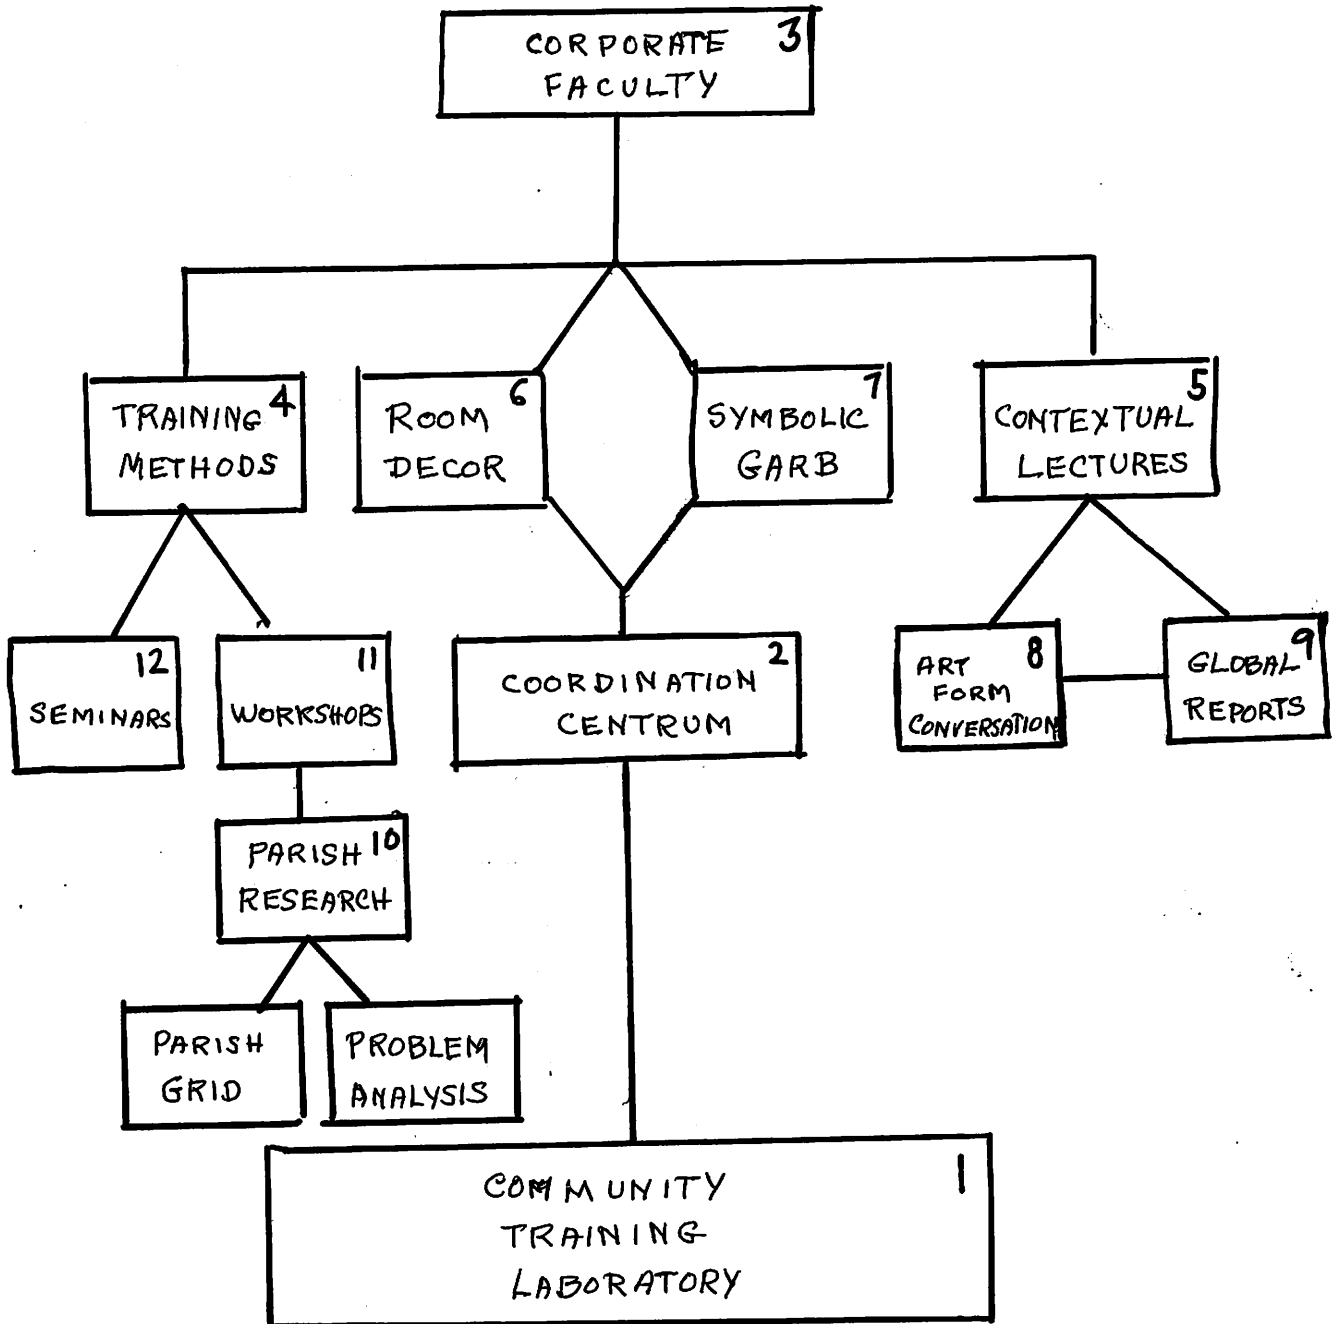 CORPORATE 3
FACULTY
TRAINING 4
METHODS
ROOM 6
DECOR
SYMBOLIC 7
GARB
CONTEXTUAL 5
LECTURES
SEMINARS 12
WORKSHOPS 11
COORDINATION 2
CENTRUM
ART 8
FORM
CONVERSATION
GLOBAL 9
REPORTS
PARISH 10
RESEARCH
PARISH
GRID
PROBLEM
ANALYSIS
COMMUNITY 1
TRAINING
LABORATORY